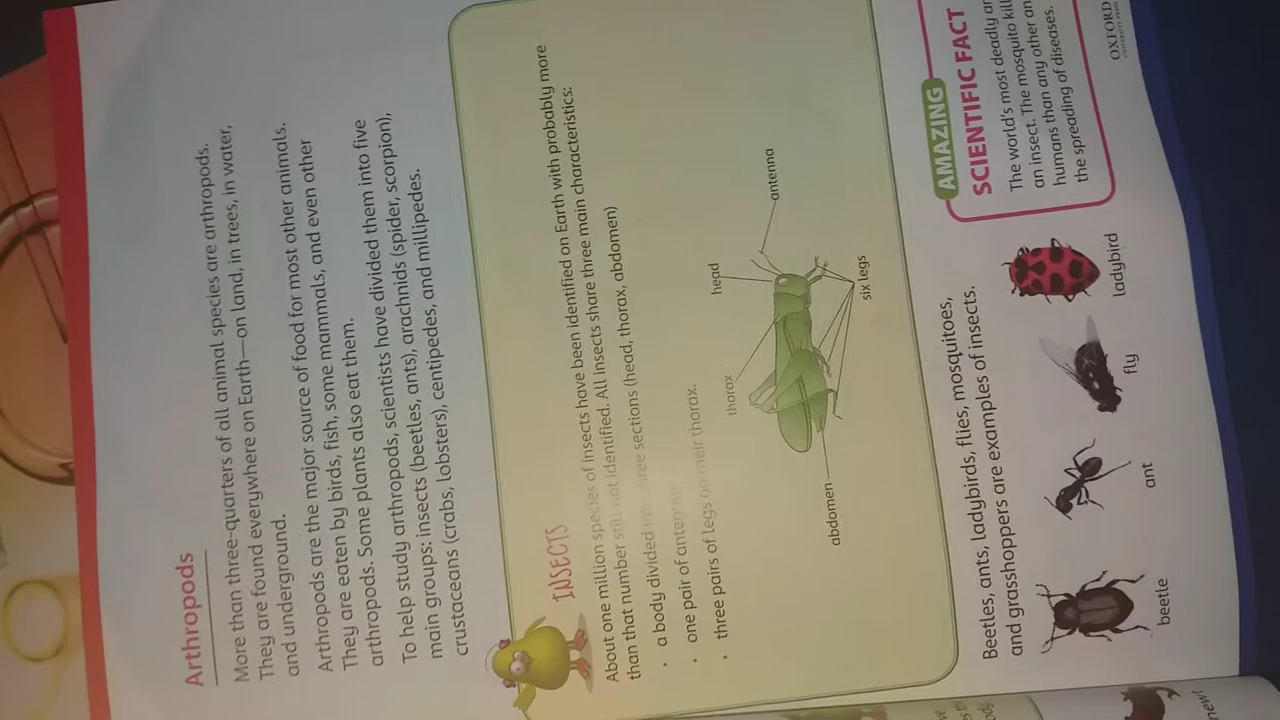 Arthropods
More than three-quarters of all animal species are arthropods.
They are found everywhere on Earth—on land, in trees, in water,
and underground.
Arthropods are the major source of food for most other animals.
They are eaten by birds, fish, some mammals, and even other
arthropods. Some plants also eat them.
To help study arthropods, scientists have divided them into five
main groups: insects (beetles, ants), arachnids (spider, scorpion),
crustaceans (crabs, lobsters), centipedes, and millipedes.
INSECTS
About one million species of insects have been identified on Earth with probably more
than that number still not identified. All insects share three main characteristics:
• a body divided into three sections (head, thorax, abdomen)
• one pair of antennae
• three pairs of legs on their thorax.
thorax
head
antenna
abdomen
six legs
Beetles, ants, ladybirds, flies, mosquitoes,
and grasshoppers are examples of insects.
beetle
ant
fly
ladybird
AMAZING
SCIENTIFIC FACT
The world's most deadly
an insect. The mosquito
humans than any other
the spreading of diseases.
OXFORD
UNIVERSITY PRESS
new!